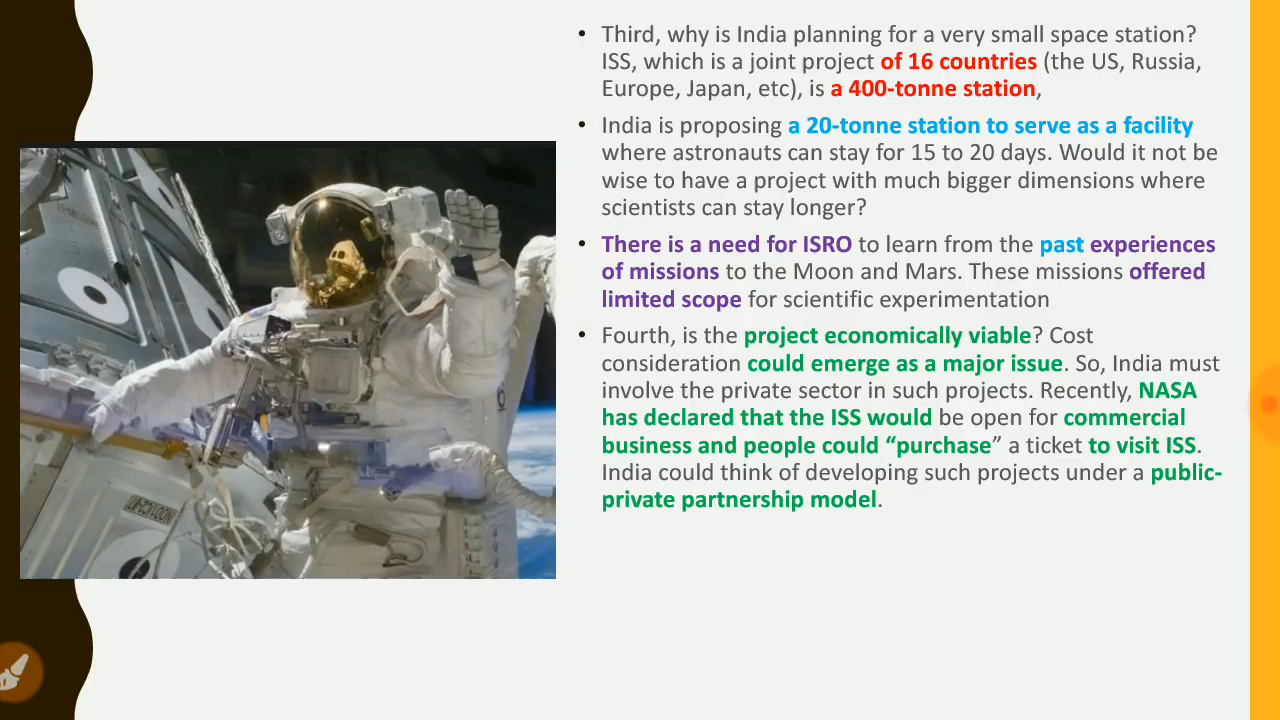 • Third, why is India planning for a very small space station?
ISS, which is a joint project of 16 countries (the US, Russia,
Europe, Japan, etc), is a 400-tonne station,
• India is proposing a 20-tonne station to serve as a facility
where astronauts can stay for 15 to 20 days. Would it not be
wise to have a project with much bigger dimensions where
scientists can stay longer?
• There is a need for ISRO to learn from the past experiences
of missions to the Moon and Mars. These missions offered
limited scope for scientific experimentation
• Fourth, is the project economically viable? Cost
consideration could emerge as a major issue. So, India must
involve the private sector in such projects. Recently, NASA
has declared that the ISS would be open for commercial
business and people could “purchase” a ticket to visit ISS.
India could think of developing such projects under a public-
private partnership model.